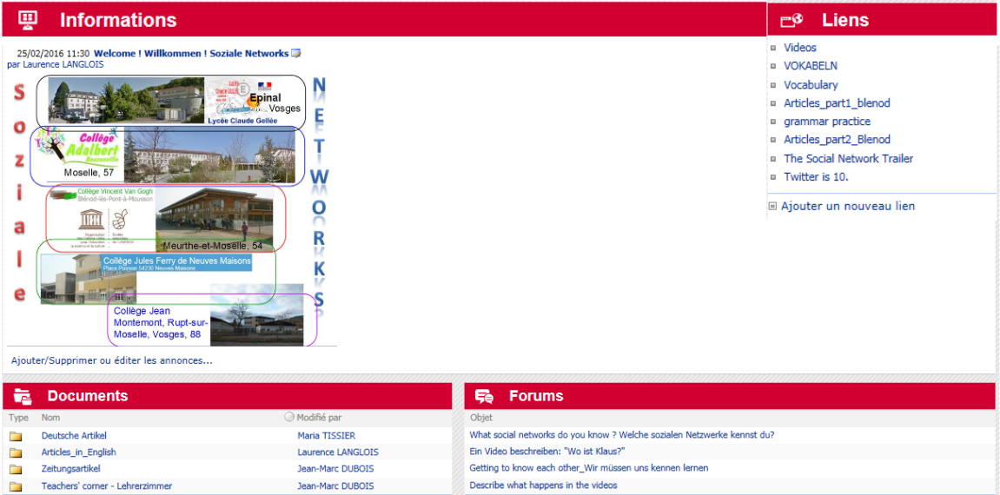 Informations
25/02/2016 11:30 Welcome ! Willkommen ! Soziale Networks
par Laurence LANGLOIS
Soziale
NETWORKS
Epinal
Vosges
Lycée Claude Gellée
Collège
Adalbert
Bouzonville
Moselle, 57
Collège Vincent Van Gogh
Blénod-lès-Pont-à-Mousson
Meurthe-et-Moselle, 54
Collège Jules Ferry de Neuves Maisons
Place Poirson 54230 Neuves Maisons
Collège Jean
Montemont, Rupt-sur-
Moselle, Vosges, 88
Ajouter/Supprimer ou éditer les annonces...
Liens
Videos
VOKABELN
Vocabulary
Articles_part1_blenod
grammar practice
Articles_part2_Blenod
The Social Network Trailer
Twitter is 10.
Ajouter un nouveau lien
Documents
Type Nom Modifié par
Deutsche Artikel Maria TISSIER
Articles_in_English Laurence LANGLOIS
Zeitungsartikel Jean-Marc DUBOIS
Teachers' corner - Lehrerzimmer Jean-Marc DUBOIS
Forums
Objet
What social networks do you know ? Welche sozialen Netzwerke kennst du?
Ein Video beschreiben: "Wo ist Klaus?"
Getting to know each other_Wir müssen uns kennen lernen
Describe what happens in the videos